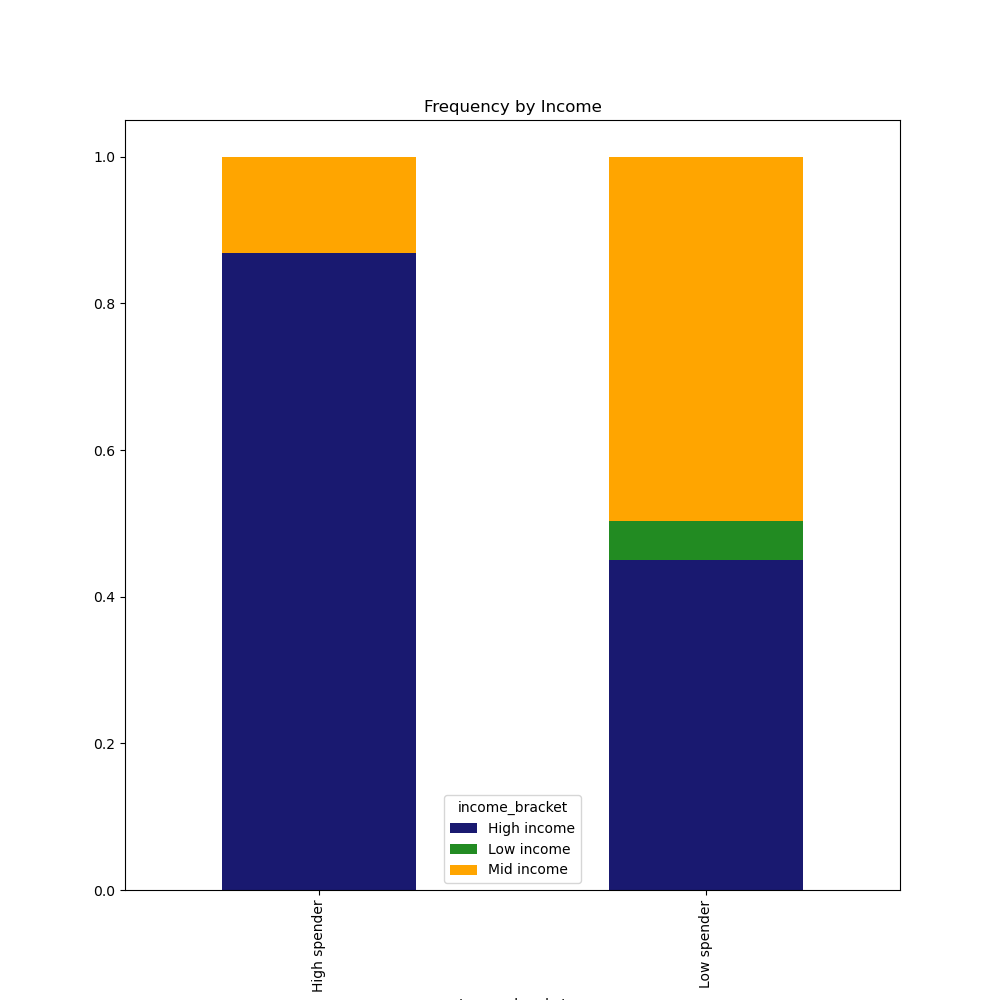 Frequency by Income
1.0
0.8
0.6
0.4
0.2
0.0
income_bracket
High income
Low income
Mid income
High spender
Low spender